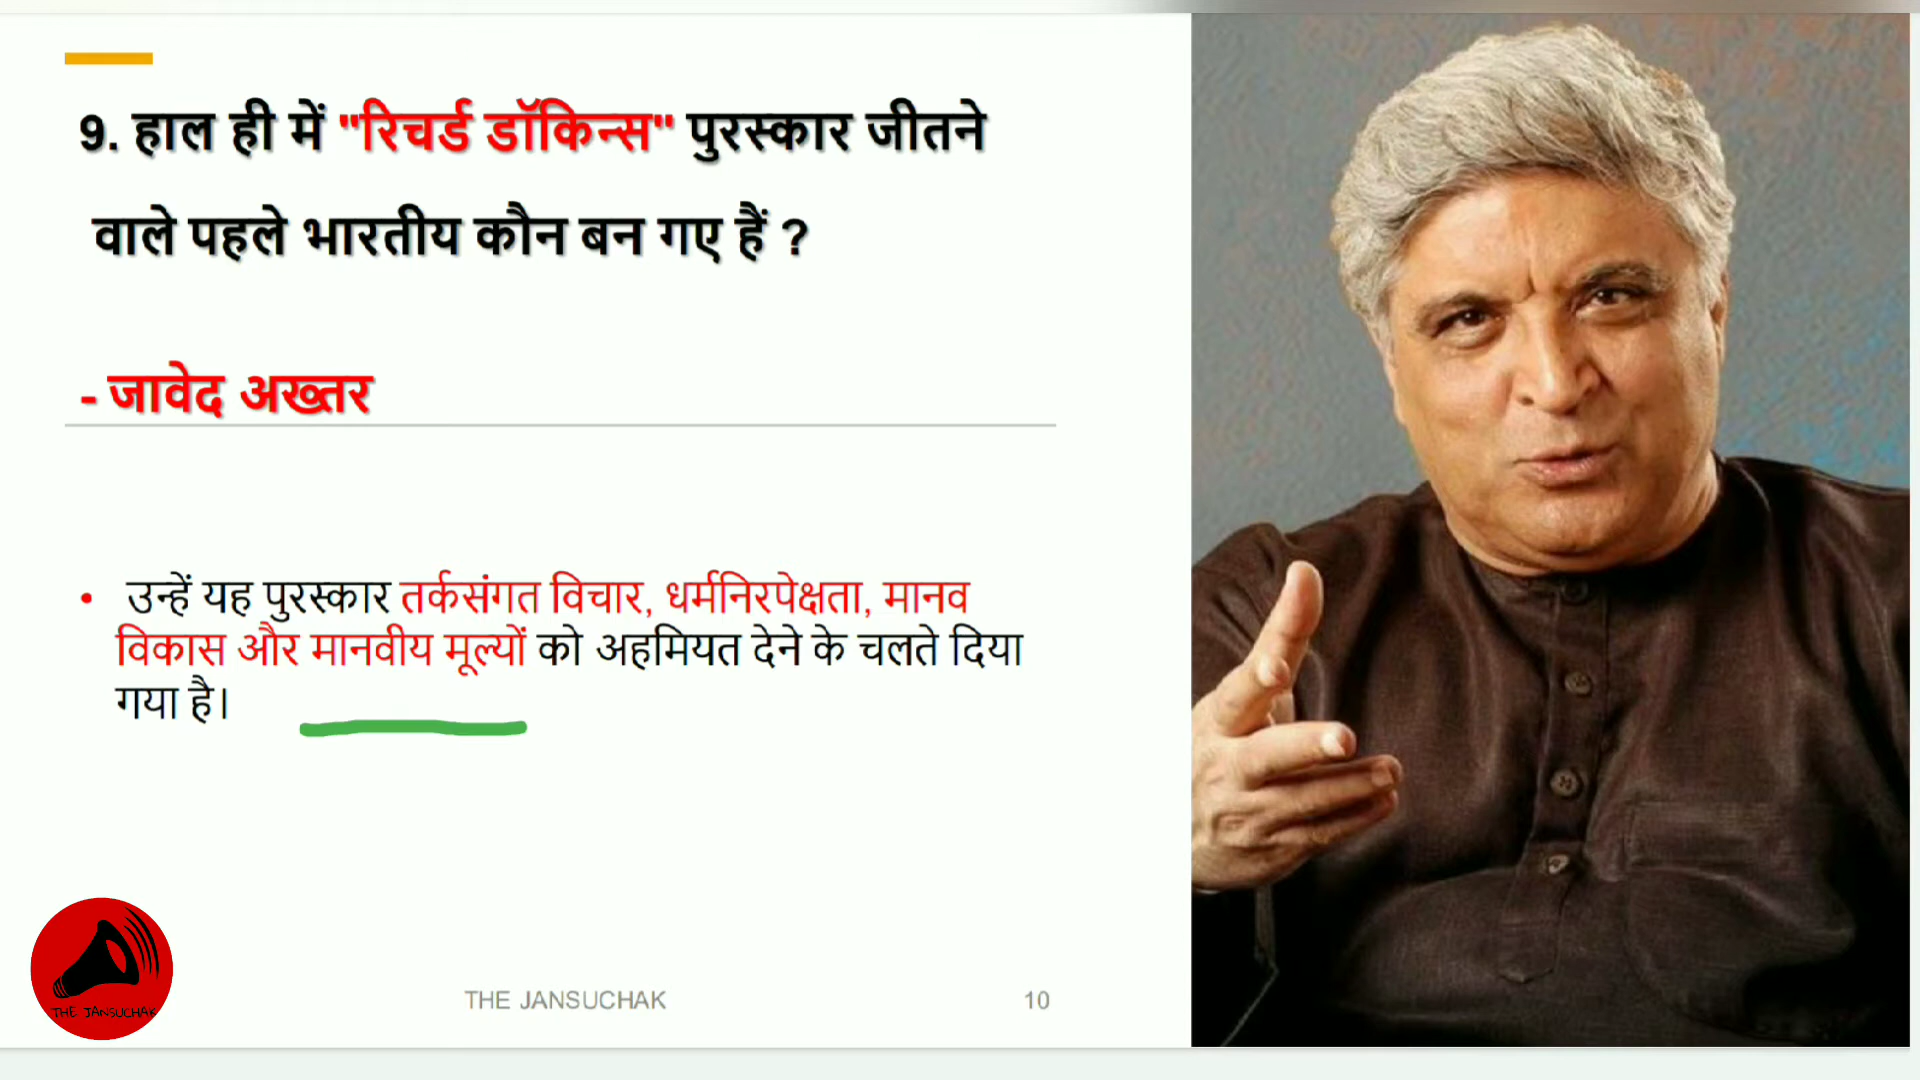 9. हाल ही में "रिचर्ड डॉकिन्स" पुरस्कार जीतने
वाले पहले भारतीय कौन बन गए हैं ?
- जावेद अख्तर
• उन्हें यह पुरस्कार तर्कसंगत विचार, धर्मनिरपेक्षता, मानव
विकास और मानवीय मूल्यों को अहमियत देने के चलते दिया
गया है।
THE JANSUCHAK
THE JANSUCHAK
10